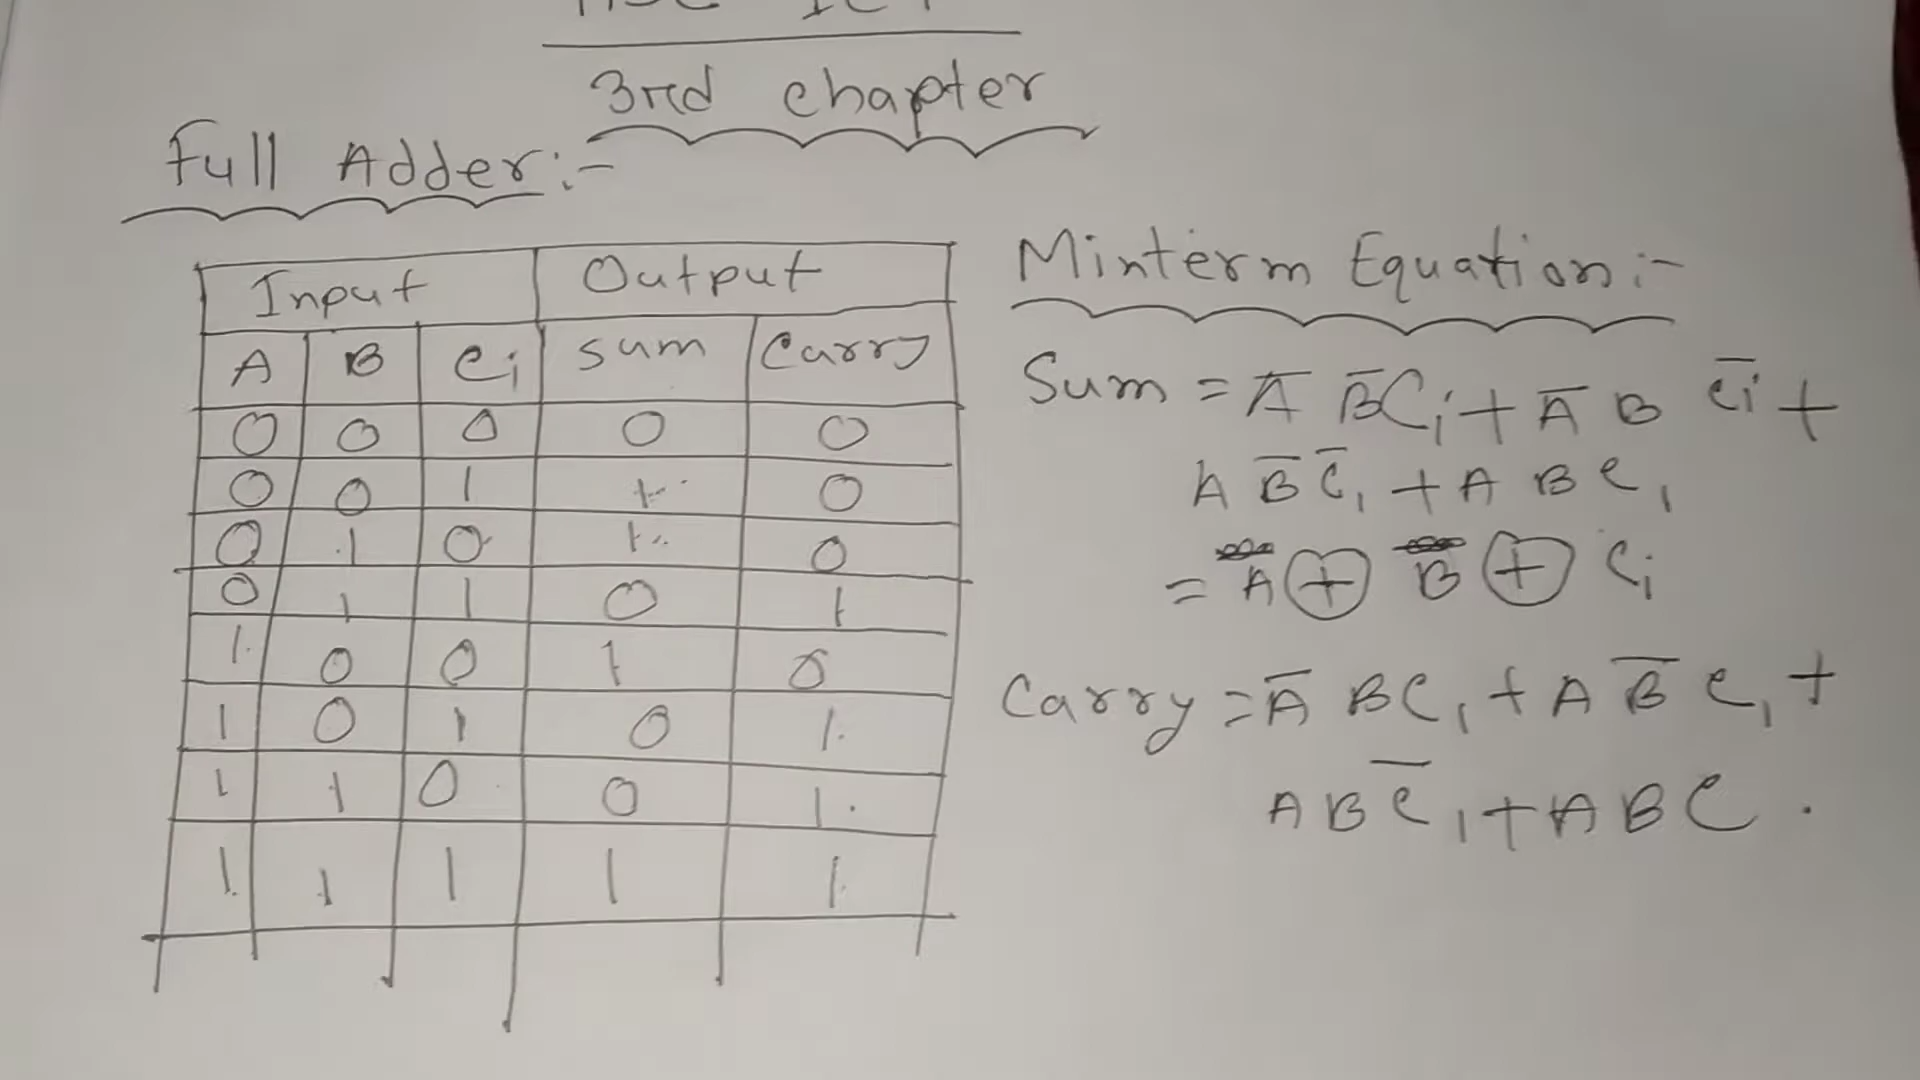 3rd chapter
Full Adder:-
Input Output
A B Ci sum Carry
0 0 0 0 0
0 0 1 1 0
0 1 0 1 0
0 1 1 0 1
1 0 0 1 0
1 0 1 0 1
1 1 0 0 1
1 1 1 1 1
Minterm Equation:-
Sum = A̅ B̅Ci + A̅ B C̅i +
A B̅ C̅i + A B Ci
= A ⊕ B ⊕ Ci
Carry = A̅ BCi + A B̅ Ci +
A B C̅i + A B C .